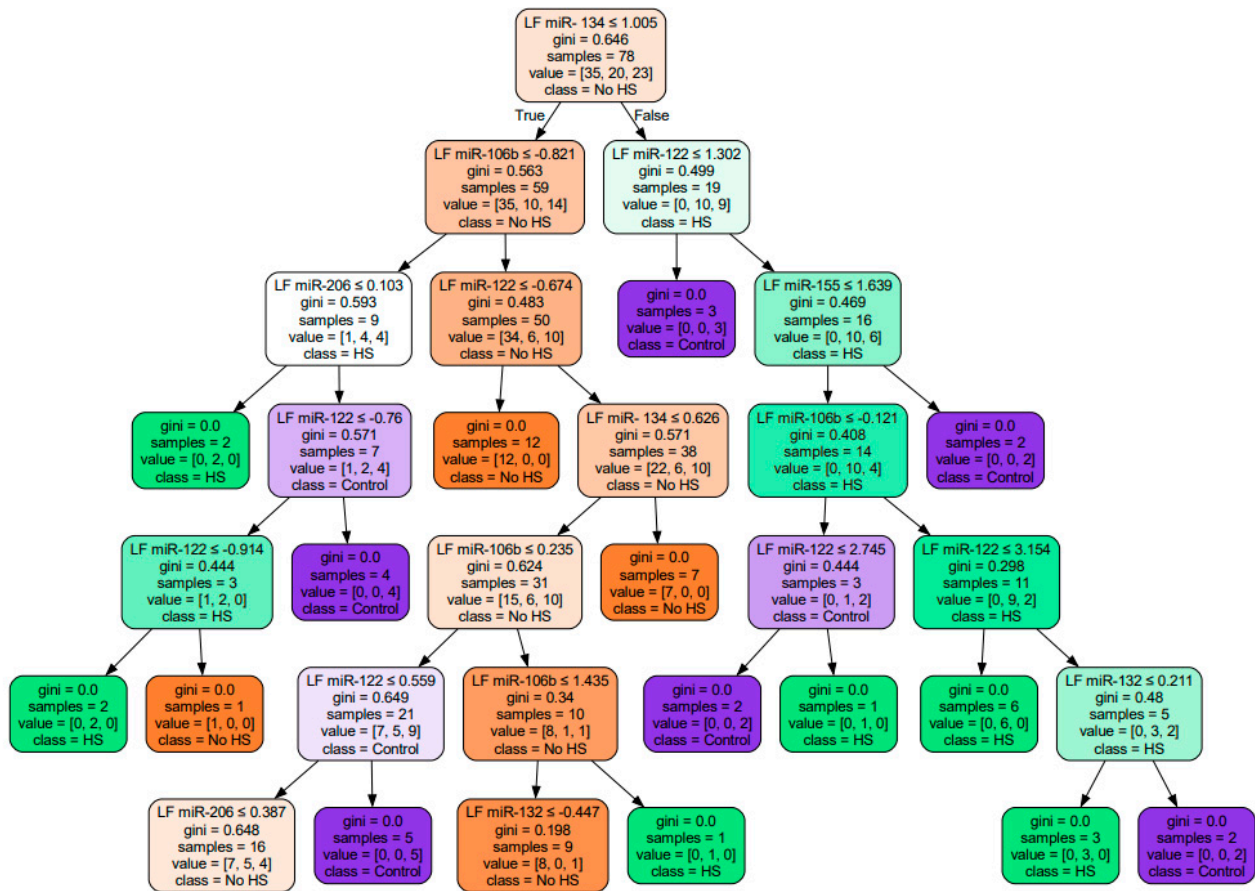 LF miR- 134 ≤ 1.005
gini = 0.646
samples = 78
value = [35, 20, 23]
class = No HS
True
False
LF miR-106b ≤ -0.821
gini = 0.563
samples = 59
value = [35, 10, 14]
class = No HS
LF miR-122 ≤ 1.302
gini = 0.499
samples = 19
value = [0, 10, 9]
class = HS
LF miR-206 ≤ 0.103
gini = 0.593
samples = 9
value = [1, 4, 4]
class = HS
LF miR-122 ≤ -0.674
gini = 0.483
samples = 50
value = [34, 6, 10]
class = No HS
gini = 0.0
samples = 3
value = [0, 0, 3]
class = Control
LF miR-155 ≤ 1.639
gini = 0.469
samples = 16
value = [0, 10, 6]
class = HS
gini = 0.0
samples = 2
value = [0, 2, 0]
class = HS
LF miR-122 ≤ -0.76
gini = 0.571
samples = 7
value = [1, 2, 4]
class = Control
gini = 0.0
samples = 12
value = [12, 0, 0]
class = No HS
LF miR- 134 ≤ 0.626
gini = 0.571
samples = 38
value = [22, 6, 10]
class = No HS
LF miR-106b ≤ -0.121
gini = 0.408
samples = 14
value = [0, 10, 4]
class = HS
gini = 0.0
samples = 2
value = [0, 0, 2]
class = Control
LF miR-122 ≤ -0.914
gini = 0.444
samples = 3
value = [1, 2, 0]
class = HS
gini = 0.0
samples = 4
value = [0, 0, 4]
class = Control
LF miR-106b ≤ 0.235
gini = 0.624
samples = 31
value = [15, 6, 10]
class = No HS
gini = 0.0
samples = 7
value = [7, 0, 0]
class = No HS
LF miR-122 ≤ 2.745
gini = 0.444
samples = 3
value = [0, 1, 2]
class = Control
LF miR-122 ≤ 3.154
gini = 0.298
samples = 11
value = [0, 9, 2]
class = HS
gini = 0.0
samples = 2
value = [0, 2, 0]
class = HS
gini = 0.0
samples = 1
value = [1, 0, 0]
class = No HS
LF miR-122 ≤ 0.559
gini = 0.649
samples = 21
value = [7, 5, 9]
class = Control
LF miR-106b ≤ 1.435
gini = 0.34
samples = 10
value = [8, 1, 1]
class = No HS
gini = 0.0
samples = 2
value = [0, 0, 2]
class = Control
gini = 0.0
samples = 1
value = [0, 1, 0]
class = HS
gini = 0.0
samples = 6
value = [0, 6, 0]
class = HS
LF miR-132 ≤ 0.211
gini = 0.48
samples = 5
value = [0, 3, 2]
class = HS
LF miR-206 ≤ 0.387
gini = 0.648
samples = 16
value = [7, 5, 4]
class = No HS
gini = 0.0
samples = 5
value = [0, 0, 5]
class = Control
LF miR-132 ≤ -0.447
gini = 0.198
samples = 9
value = [8, 0, 1]
class = No HS
gini = 0.0
samples = 1
value = [0, 1, 0]
class = HS
gini = 0.0
samples = 3
value = [0, 3, 0]
class = HS
gini = 0.0
samples = 2
value = [0, 0, 2]
class = Control